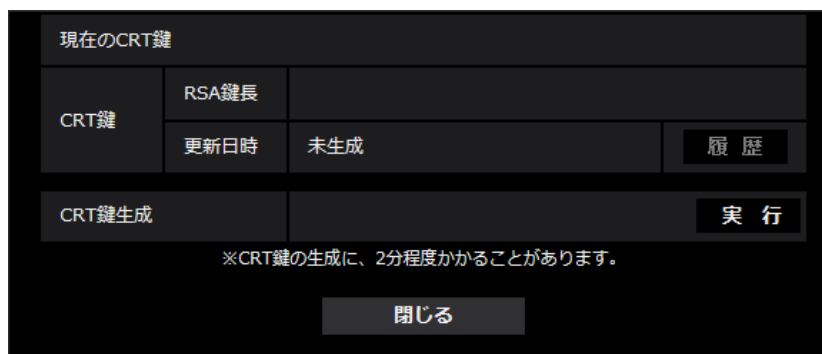 現在のCRT鍵
CRT鍵
RSA鍵長
更新日時 未生成 履 歴
CRT鍵生成 実 行
※CRT鍵の生成に、2分程度かかることがあります。
閉じる